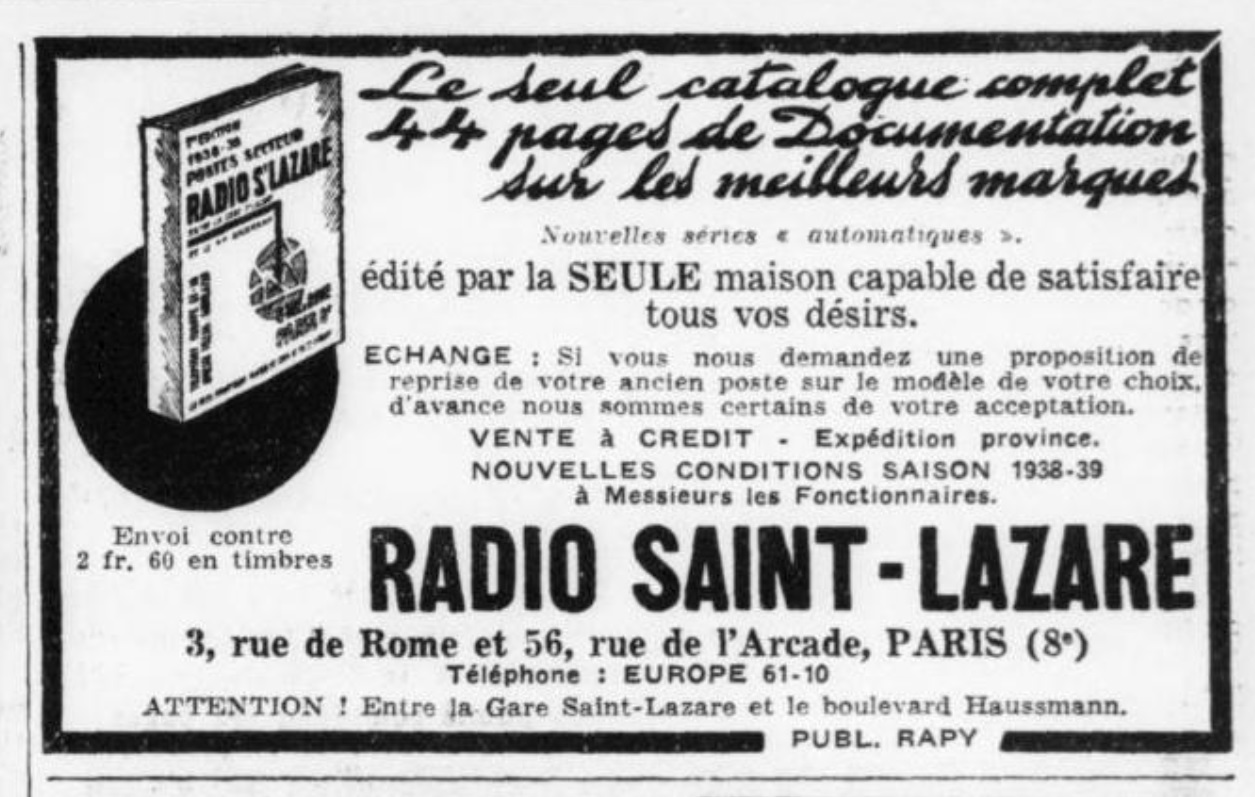 Le seul catalogue complet
44 pages de Documentation
sur les meilleurs marques
Nouvelles séries « automatiques ».
édité par la SEULE maison capable de satisfaire
tous vos désirs.
ECHANGE : Si vous nous demandez une proposition de
reprise de votre ancien poste sur le modèle de votre choix,
d'avance nous sommes certains de votre acceptation.
VENTE à CREDIT - Expédition province.
NOUVELLES CONDITIONS SAISON 1938-39
à Messieurs les Fonctionnaires.
EDITION
1938-39
POSTES SECTEUR
RADIO St LAZARE
Envoi contre
2 fr. 60 en timbres
RADIO SAINT-LAZARE
3, rue de Rome et 56, rue de l'Arcade, PARIS (8e)
Téléphone : EUROPE 61-10
ATTENTION ! Entre la Gare Saint-Lazare et le boulevard Haussmann.
PUBL. RAPY